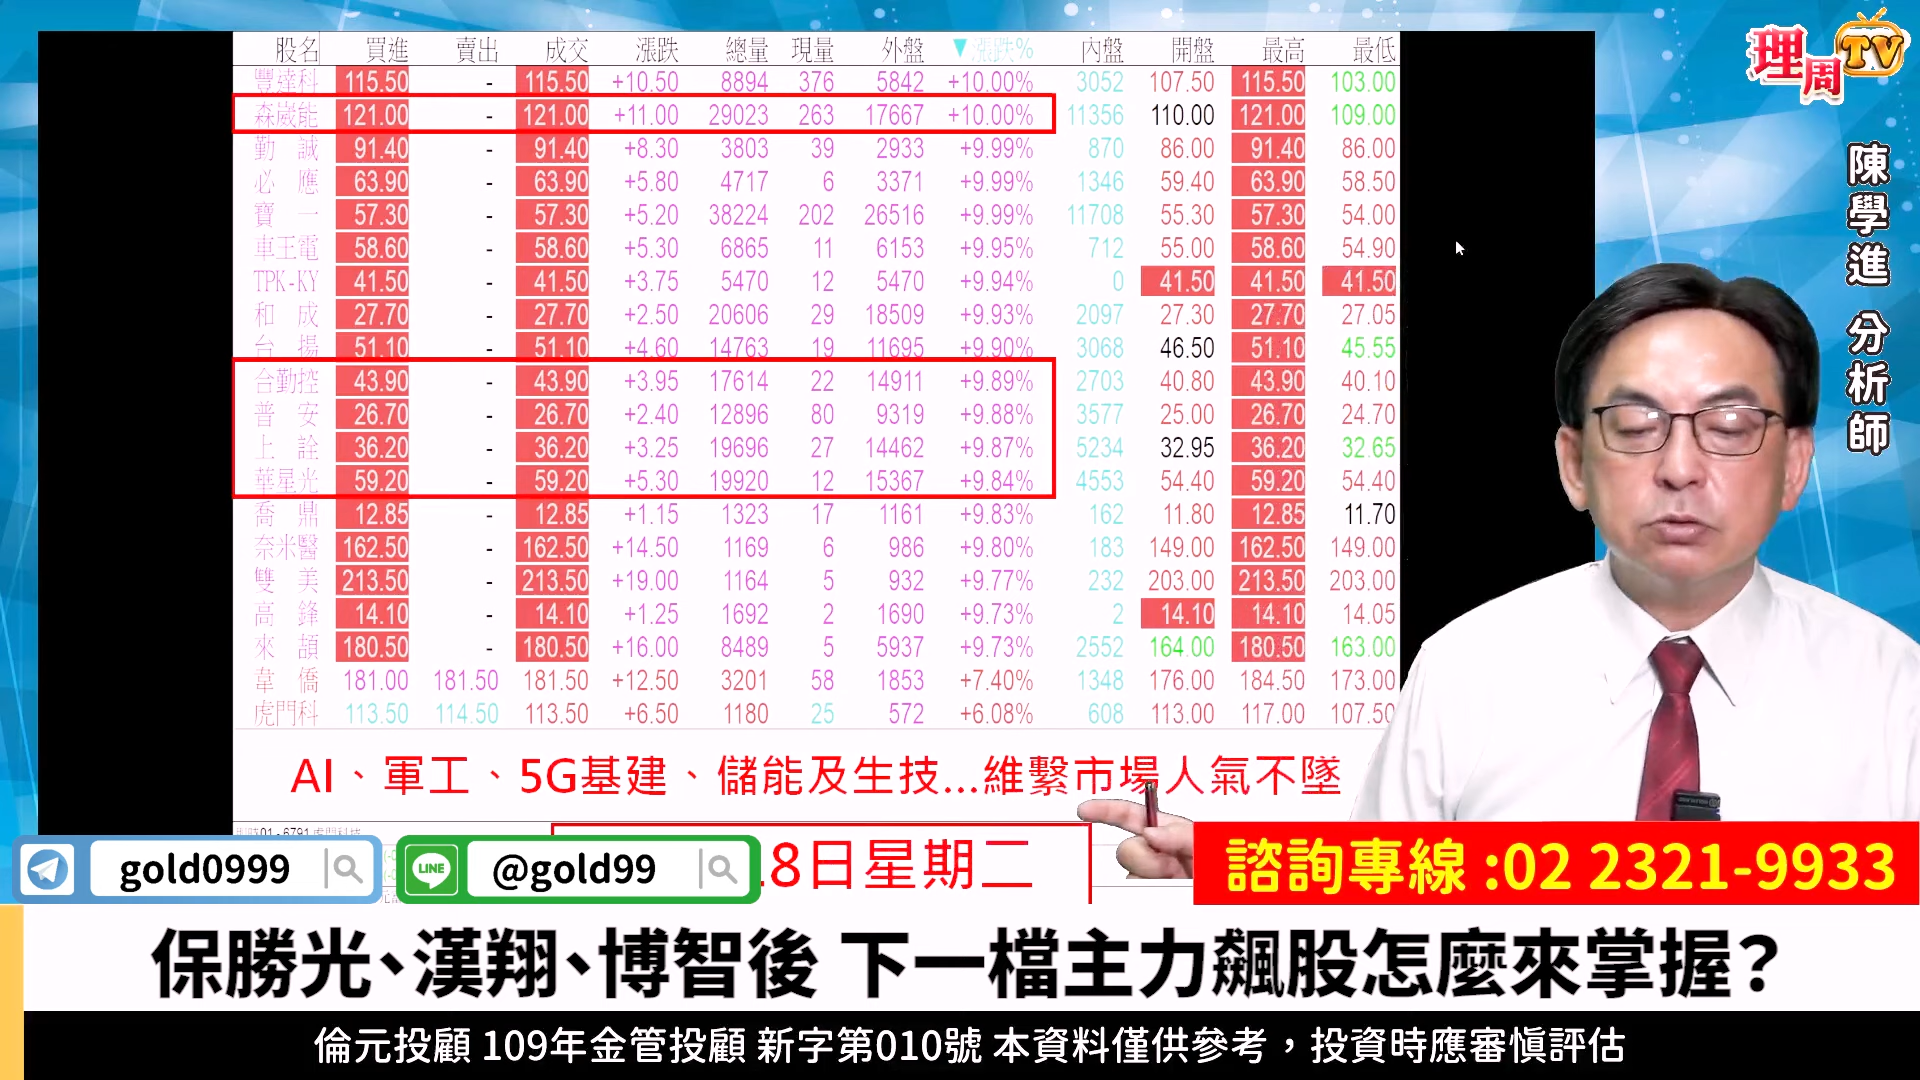 理周TV
陳學進 分析師
股名 買進 賣出 成交 漲跌 總量 現量 外盤 ▼漲跌% 內盤 開盤 最高 最低
豐達科 115.50 - 115.50 +10.50 8894 376 5842 +10.00% 3052 107.50 115.50 103.00
森崴能 121.00 - 121.00 +11.00 29023 263 17667 +10.00% 11356 110.00 121.00 109.00
勤誠 91.40 - 91.40 +8.30 3803 39 2933 +9.99% 870 86.00 91.40 86.00
必應 63.90 - 63.90 +5.80 4717 6 3371 +9.99% 1346 59.40 63.90 58.50
寶一 57.30 - 57.30 +5.20 38224 202 26516 +9.99% 11708 55.30 57.30 54.00
車王電 58.60 - 58.60 +5.30 6865 11 6153 +9.95% 712 55.00 58.60 54.90
TPK-KY 41.50 - 41.50 +3.75 5470 12 5470 +9.94% 0 41.50 41.50 41.50
和成 27.70 - 27.70 +2.50 20606 29 18509 +9.93% 2097 27.30 27.70 27.05
台揚 51.10 - 51.10 +4.60 14763 19 11695 +9.90% 3068 46.50 51.10 45.55
合勤控 43.90 - 43.90 +3.95 17614 22 14911 +9.89% 2703 40.80 43.90 40.10
普安 26.70 - 26.70 +2.40 12896 80 9319 +9.88% 3577 25.00 26.70 24.70
上詮 36.20 - 36.20 +3.25 19696 27 14462 +9.87% 5234 32.95 36.20 32.65
華星光 59.20 - 59.20 +5.30 19920 12 15367 +9.84% 4553 54.40 59.20 54.40
喬鼎 12.85 - 12.85 +1.15 1323 17 1161 +9.83% 162 11.80 12.85 11.70
奈米醫 162.50 - 162.50 +14.50 1169 6 986 +9.80% 183 149.00 162.50 149.00
雙美 213.50 - 213.50 +19.00 1164 5 932 +9.77% 232 203.00 213.50 203.00
高鋒 14.10 - 14.10 +1.25 1692 2 1690 +9.73% 2 14.10 14.10 14.05
來頡 180.50 - 180.50 +16.00 8489 5 5937 +9.73% 2552 164.00 180.50 163.00
韋僑 181.00 181.50 181.50 +12.50 3201 58 1853 +7.40% 1348 176.00 184.50 173.00
虎門科 113.50 114.50 113.50 +6.50 1180 25 572 +6.08% 608 113.00 117.00 107.50
AI、軍工、5G基建、儲能及生技...維繫市場人氣不墜
8日星期二
gold0999
LINE @gold99
諮詢專線 :02 2321-9933
保勝光、漢翔、博智後 下一檔主力飆股怎麼來掌握?
倫元投顧 109年金管投顧 新字第010號 本資料僅供參考,投資時應審慎評估